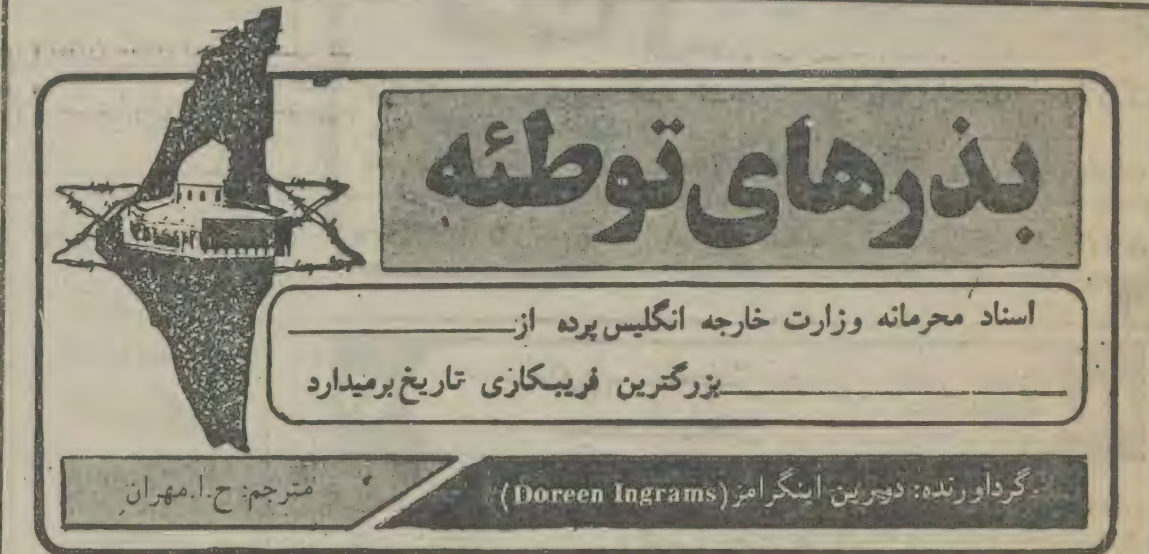 بذرهای توطئه
اسناد محرمانه وزارت خارجه انگلیس پرده از
بزرگترین فریبکاری تاریخ برمیدارد
گردآورنده: دورین اینگرامز (Doreen Ingrams)
مترجم: ح.ا.مهران